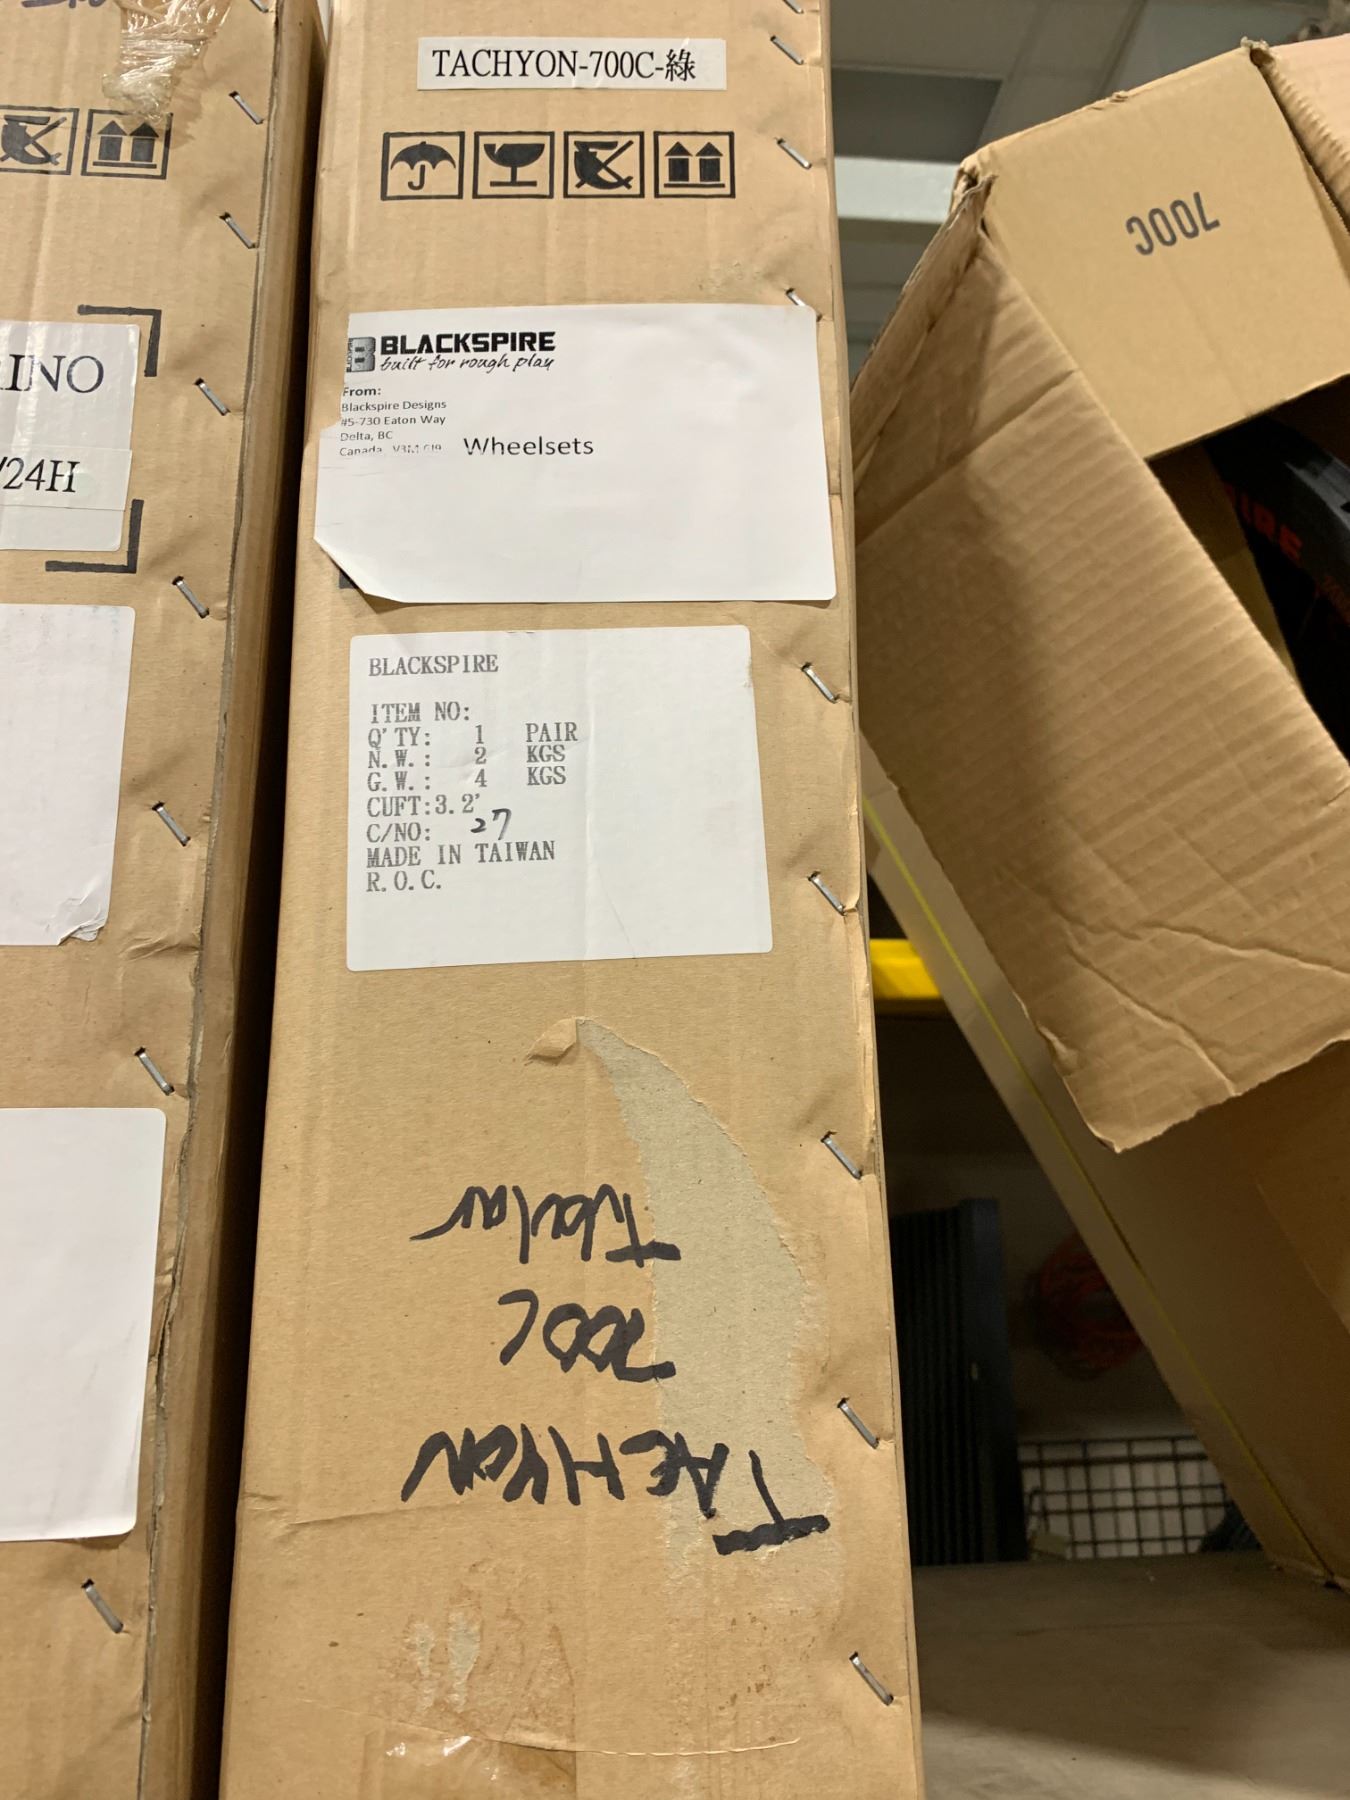 TACHYON-700C-綠
BLACKSPIRE
built for rough play
From:
Blackspire Designs
#5-730 Eaton Way
Delta, BC
Canada
Wheelsets
BLACKSPIRE
ITEM NO:
Q'TY: 1 PAIR
N.W.: 2 KGS
G.W.: 4 KGS
CUFT:3.2'
C/NO: 27
MADE IN TAIWAN
R.O.C.
TACHYON
700C
Tubular
INO
/24H
700C
IRE